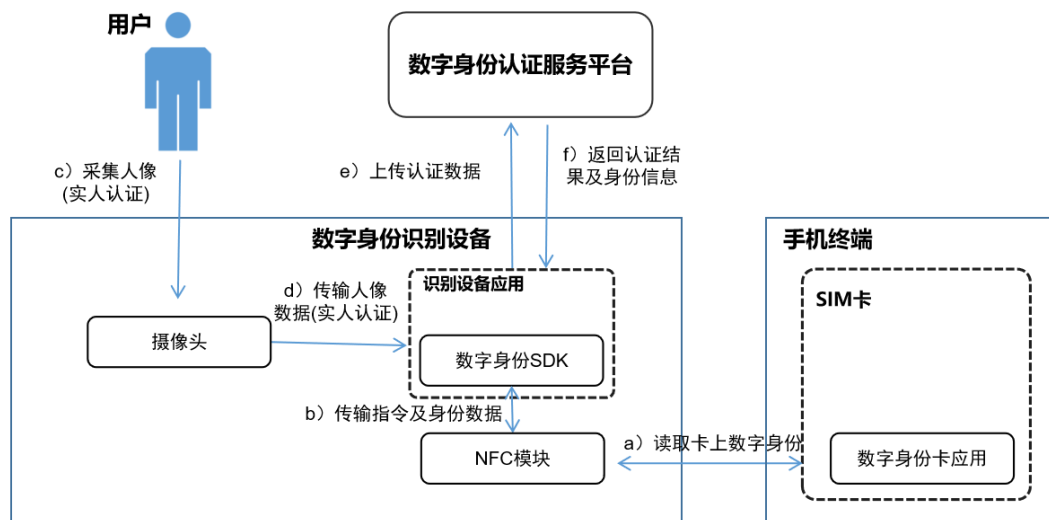 用户
数字身份认证服务平台
c）采集人像
(实人认证)
e）上传认证数据
f）返回认证结
果及身份信息
数字身份识别设备
手机终端
识别设备应用
SIM卡
d）传输人像
数据(实人认证)
摄像头
数字身份SDK
b）传输指令及身份数据
a）读取卡上数字身份
NFC模块
数字身份卡应用